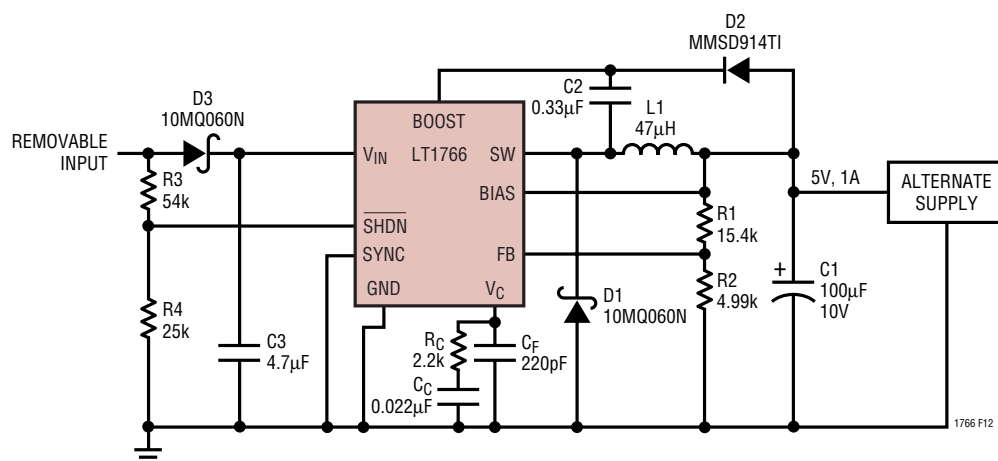 D2
MMSD914TI
C2
0.33µF
L1
47µH
D3
10MQ060N
REMOVABLE
INPUT
BOOST
LT1766
VIN
SW
BIAS
SHDN
SYNC
FB
GND
VC
R3
54k
R4
25k
C3
4.7µF
RC
2.2k
CC
0.022µF
CF
220pF
D1
10MQ060N
R1
15.4k
R2
4.99k
5V, 1A
+
C1
100µF
10V
ALTERNATE
SUPPLY
1766 F12